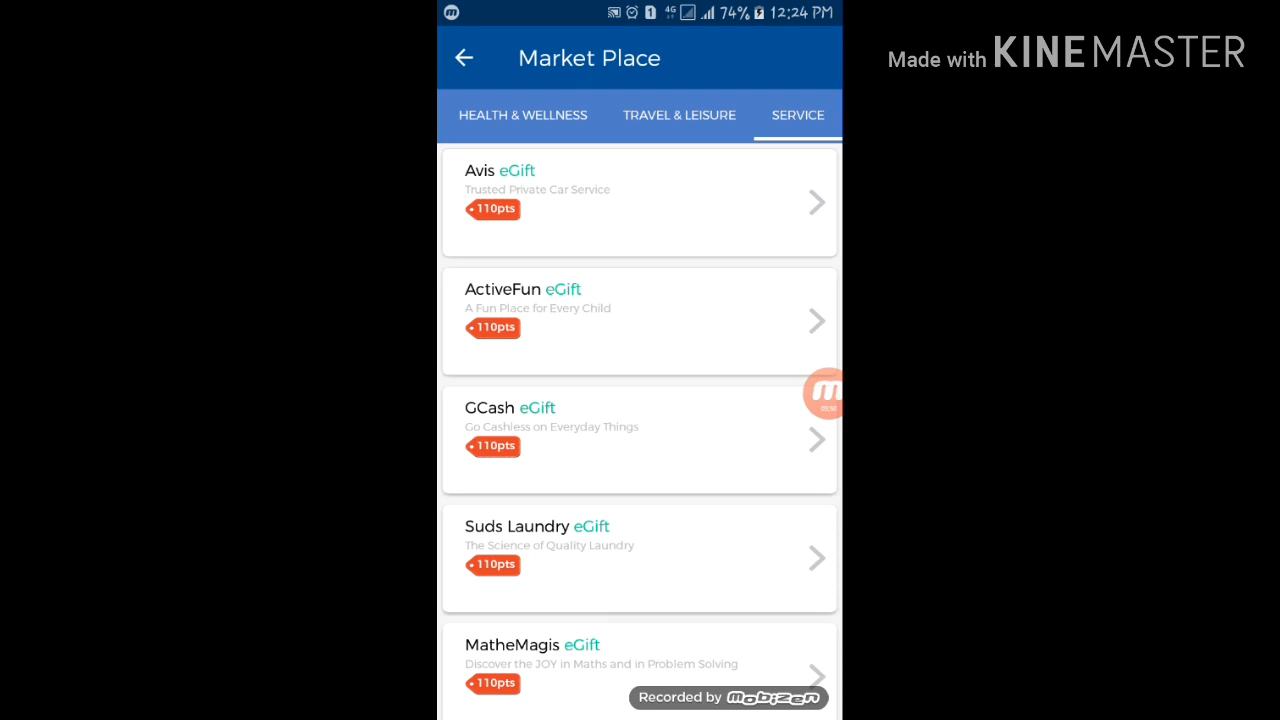 1 4G 74% 12:24 PM
Made with KINEMASTER
Market Place
HEALTH & WELLNESS TRAVEL & LEISURE SERVICE
Avis eGift
Trusted Private Car Service
110pts
ActiveFun eGift
A Fun Place for Every Child
110pts
GCash eGift
Go Cashless on Everyday Things
110pts
Suds Laundry eGift
The Science of Quality Laundry
110pts
MatheMagis eGift
Discover the JOY in Maths and in Problem Solving
110pts
Recorded by mobizen